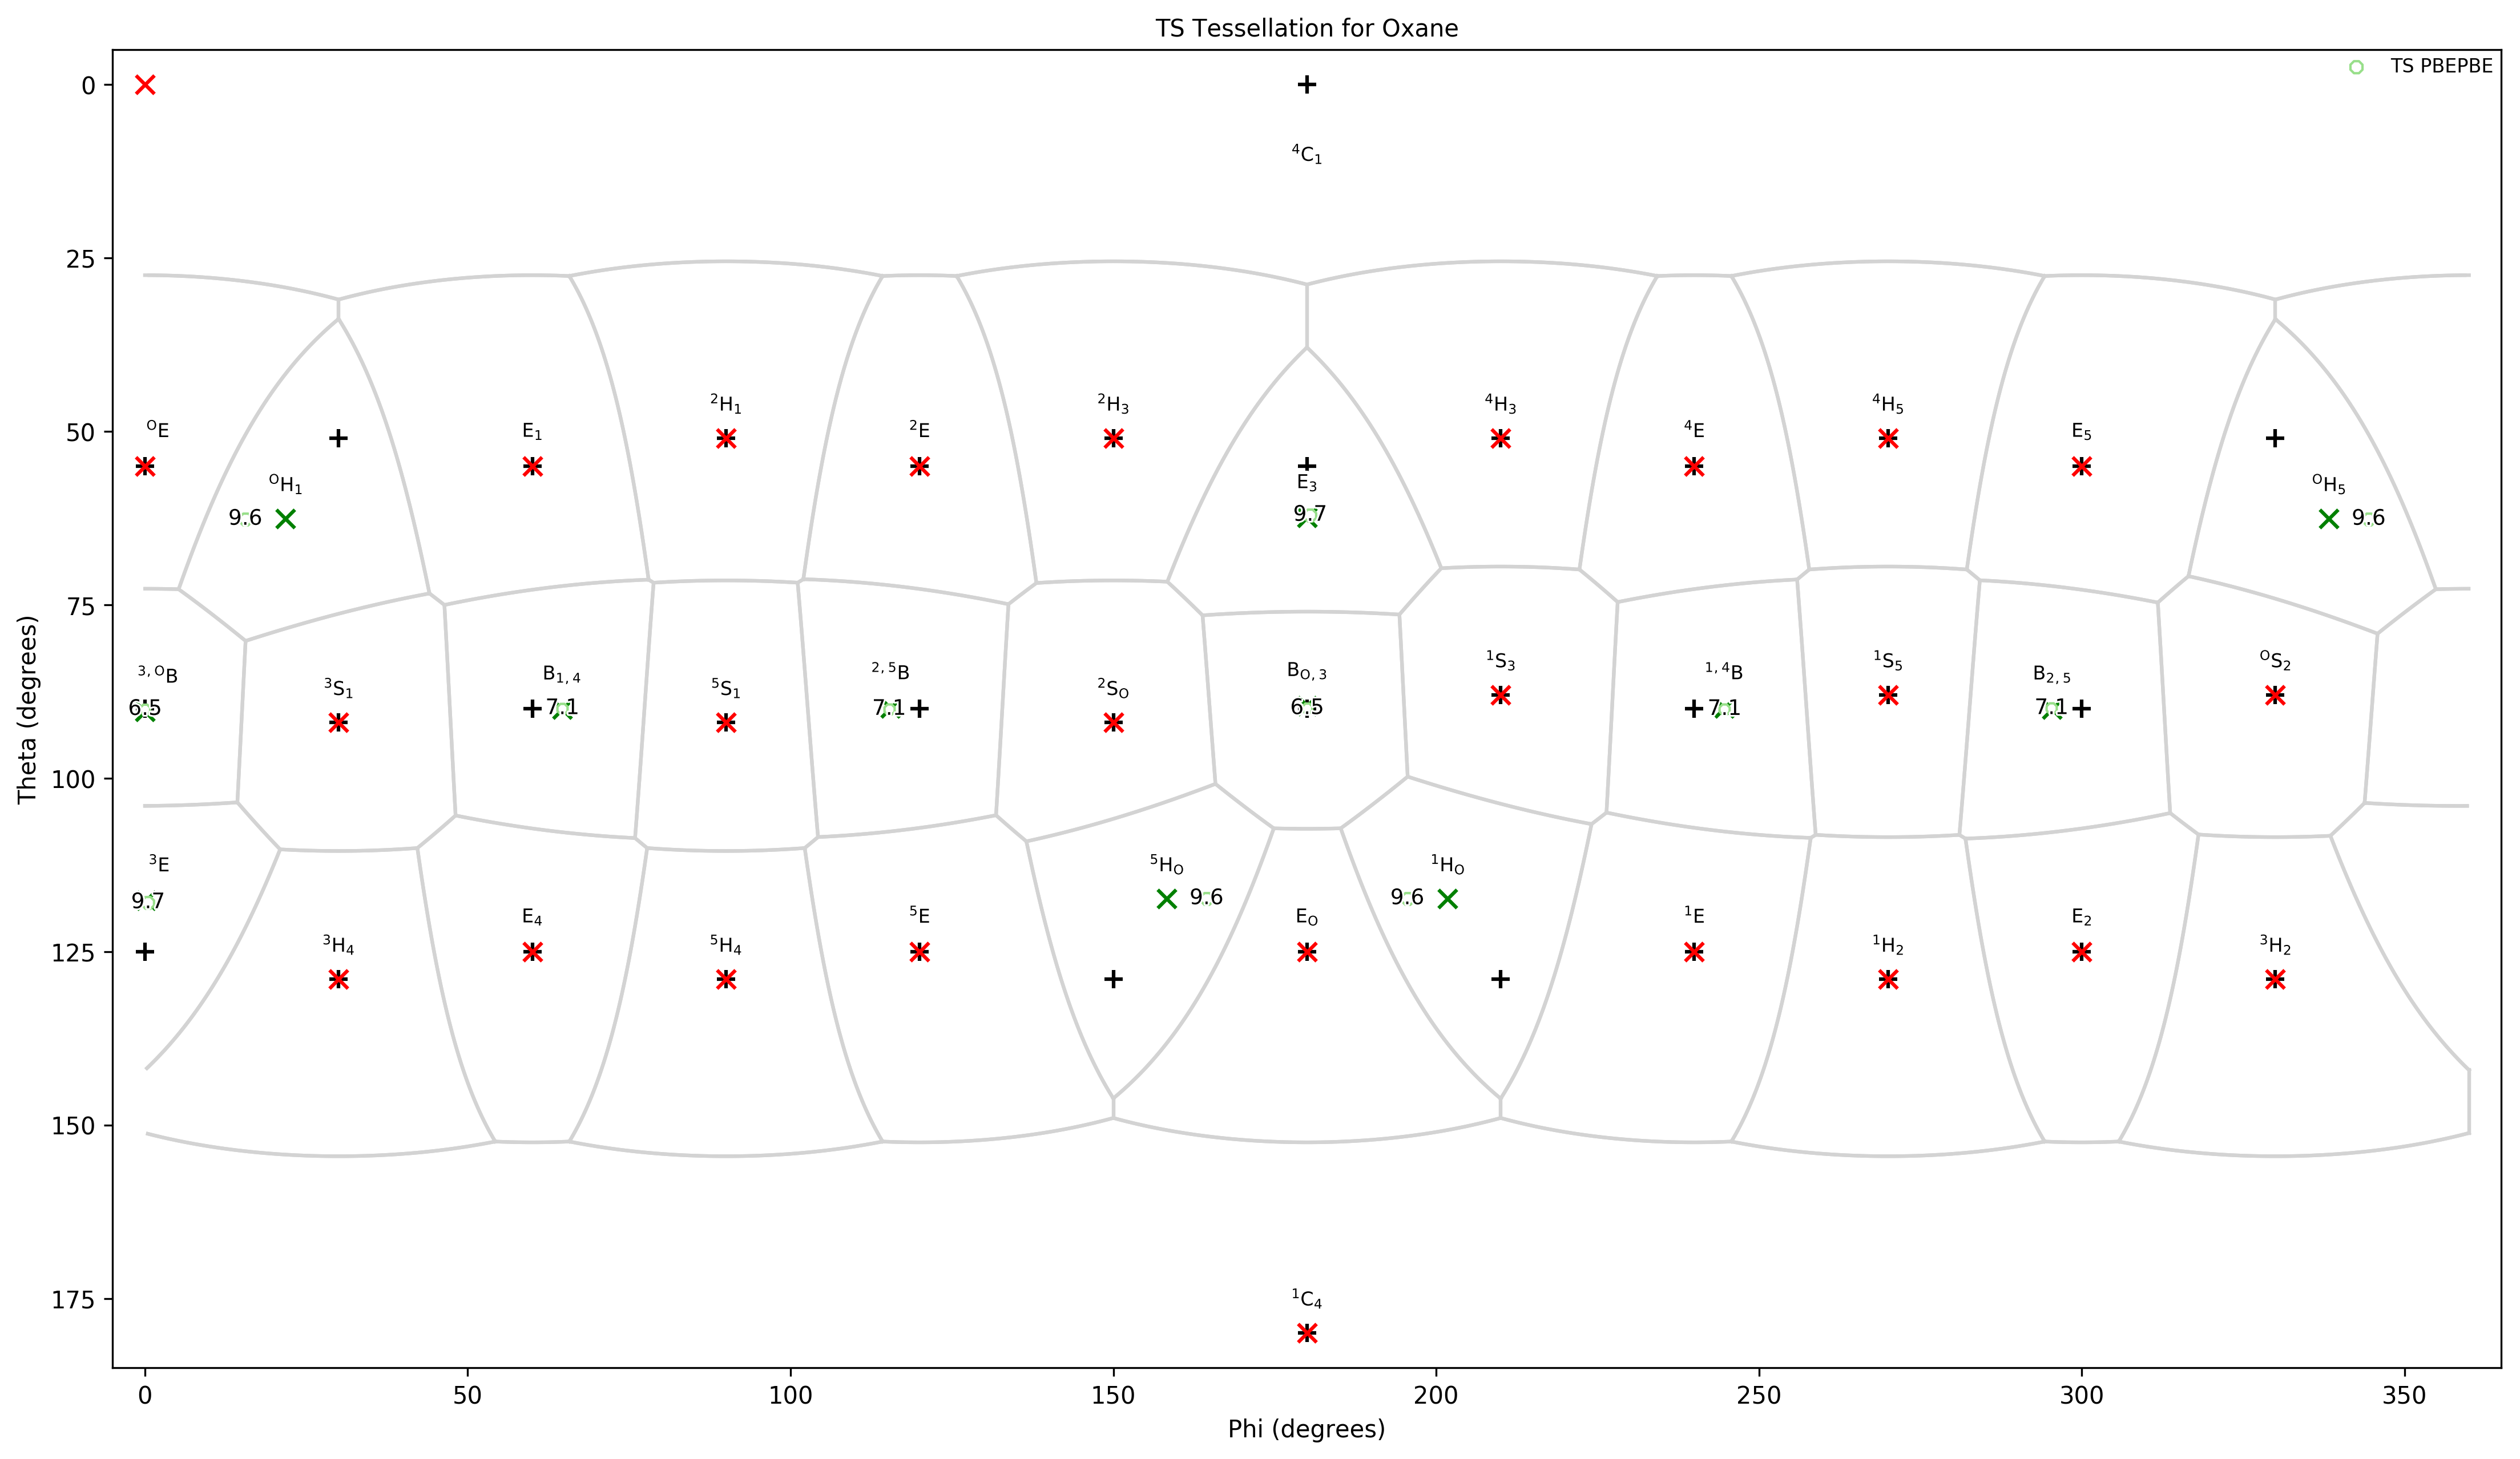 TS Tessellation for Oxane
TS PBEPBE
0
25
50
75
100
125
150
175
Theta (degrees)
⁴C₁
ᴼE
E₁
²H₁
²E
²H₃
⁴H₃
⁴E
⁴H₅
E₅
E₃
ᴼH₁
ᴼH₅
9.6
9.7
9.6
³,ᴼB
³S₁
B₁,₄
⁵S₁
²,⁵B
²Sₒ
Bₒ,₃
¹S₃
¹,⁴B
¹S₅
B₂,₅
ᴼS₂
6.5
7.1
7.1
6.5
7.1
7.1
³E
⁵Hₒ
¹Hₒ
9.7
9.6
9.6
³H₄
E₄
⁵H₄
⁵E
Eₒ
¹E
¹H₂
E₂
³H₂
¹C₄
0
50
100
150
200
250
300
350
Phi (degrees)